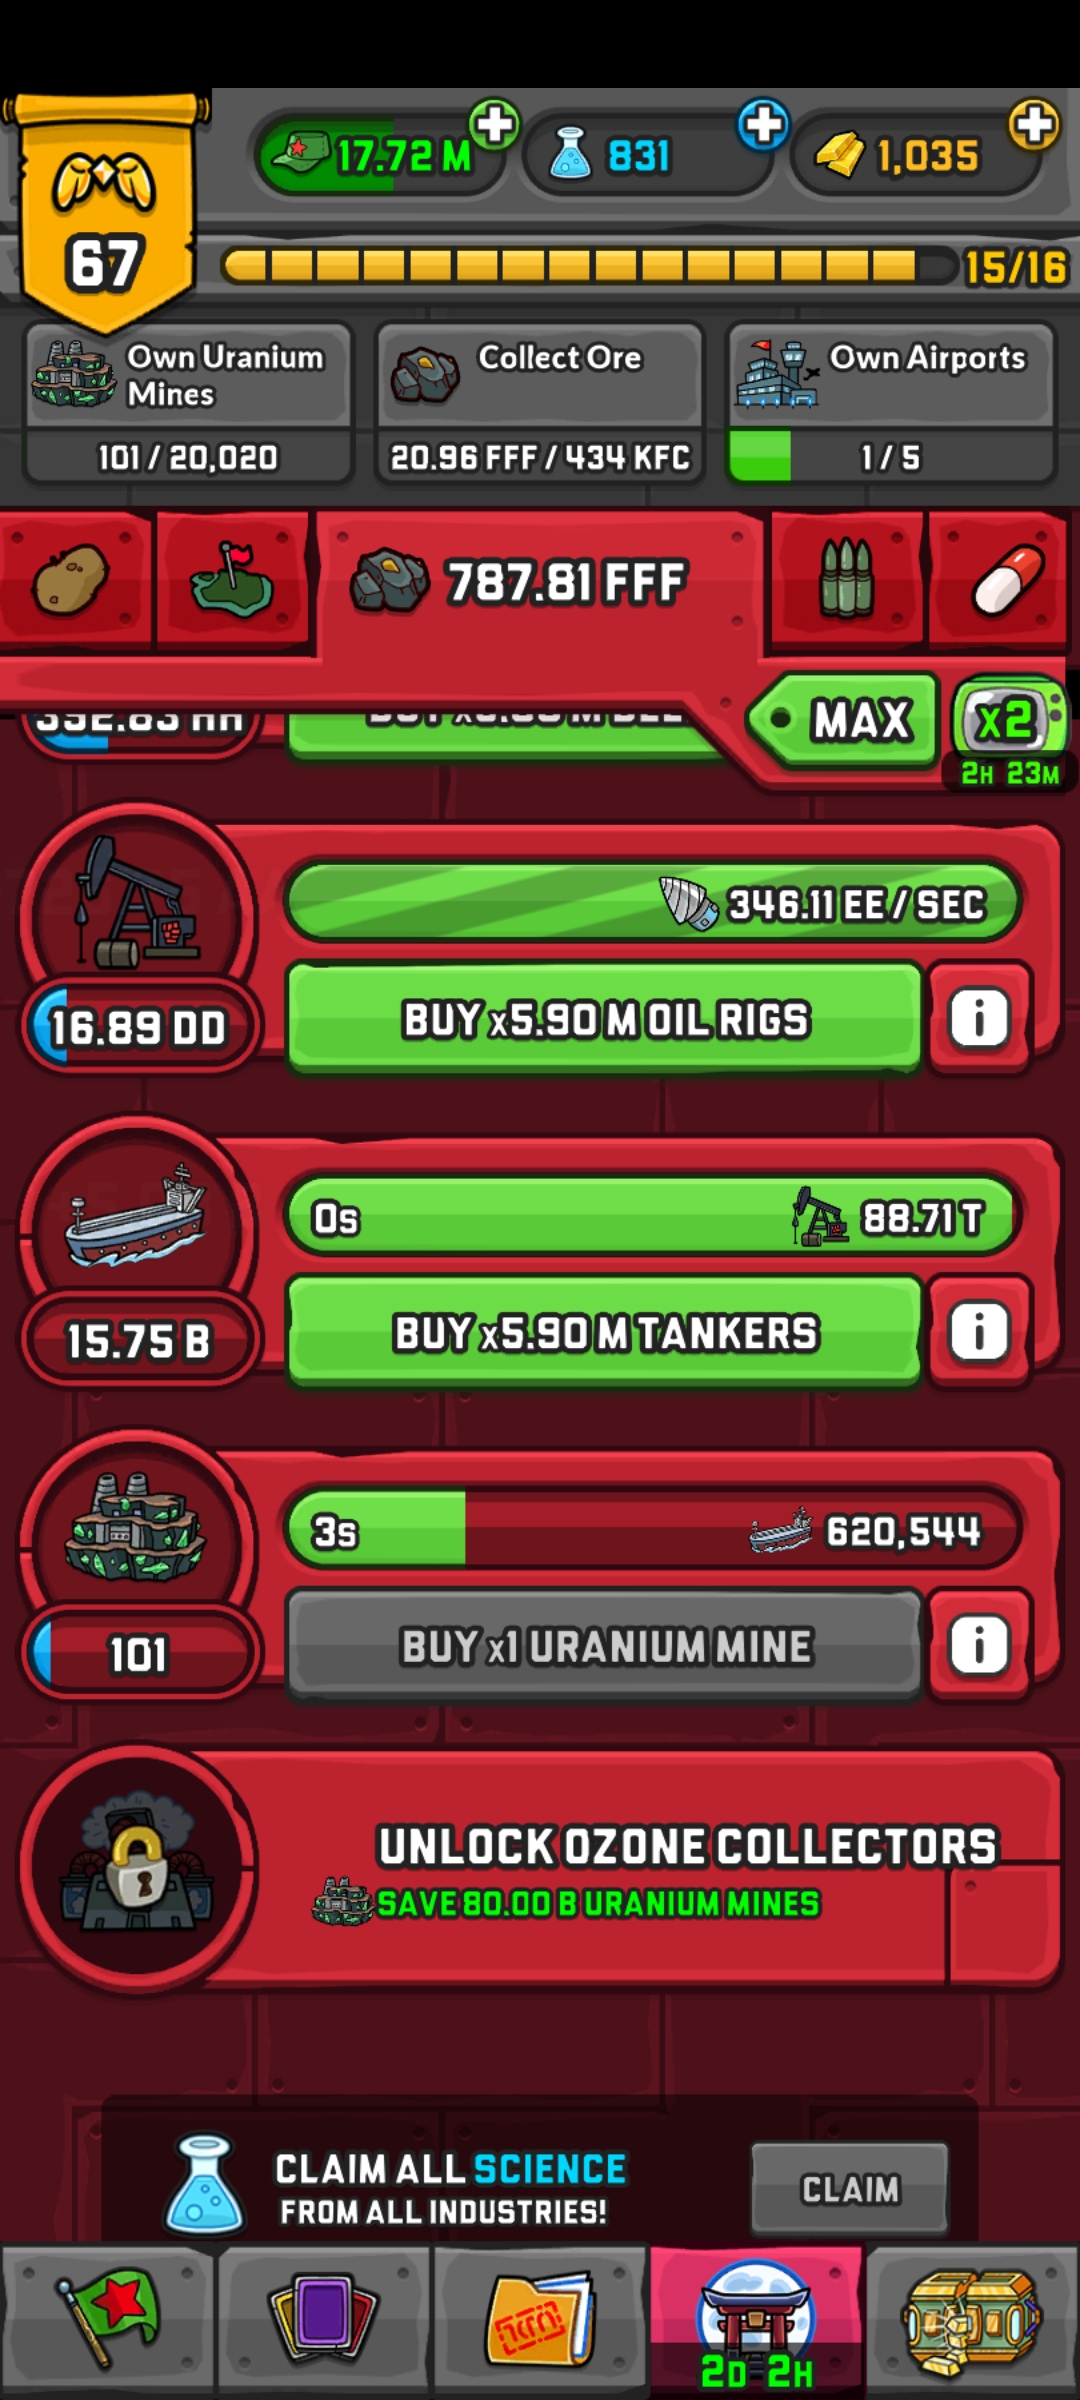 17.72 M
831
1,035
67
15/16
Own Uranium
Mines
101 / 20,020
Collect Ore
20.96 FFF / 434 KFC
Own Airports
1 / 5
787.81 FFF
MAX
x2
2H 23M
346.11 EE / SEC
16.89 DD
BUY x5.90 M OIL RIGS
i
0s
88.71 T
15.75 B
BUY x5.90 M TANKERS
i
3s
620,544
101
BUY x1 URANIUM MINE
i
UNLOCK OZONE COLLECTORS
SAVE 80.00 B URANIUM MINES
CLAIM ALL SCIENCE
FROM ALL INDUSTRIES!
CLAIM
2D 2H